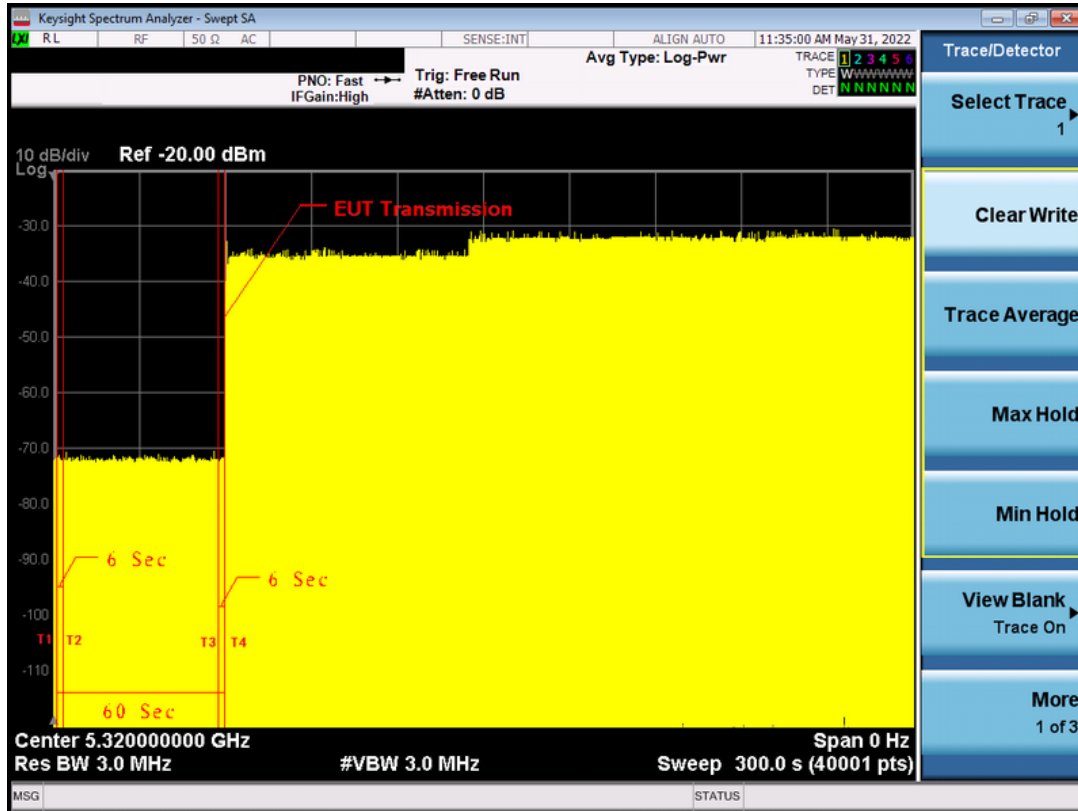 Keysight Spectrum Analyzer - Swept SA
LXI RL RF 50 Ω AC SENSE:INT ALIGN AUTO 11:35:00 AM May 31, 2022
Avg Type: Log-Pwr
TRACE 1 2 3 4 5 6
PNO: Fast Trig: Free Run
TYPE WWWWWW
IFGain:High #Atten: 0 dB
DET N N N N N N
10 dB/div Ref -20.00 dBm
Log
EUT Transmission
-30.0
-40.0
-50.0
-60.0
-70.0
-80.0
-90.0
6 Sec
6 Sec
-100
T1 T2 T3 T4
-110
60 Sec
Center 5.320000000 GHz Span 0 Hz
Res BW 3.0 MHz #VBW 3.0 MHz Sweep 300.0 s (40001 pts)
MSG STATUS
Trace/Detector
Select Trace
1
Clear Write
Trace Average
Max Hold
Min Hold
View Blank
Trace On
More
1 of 3